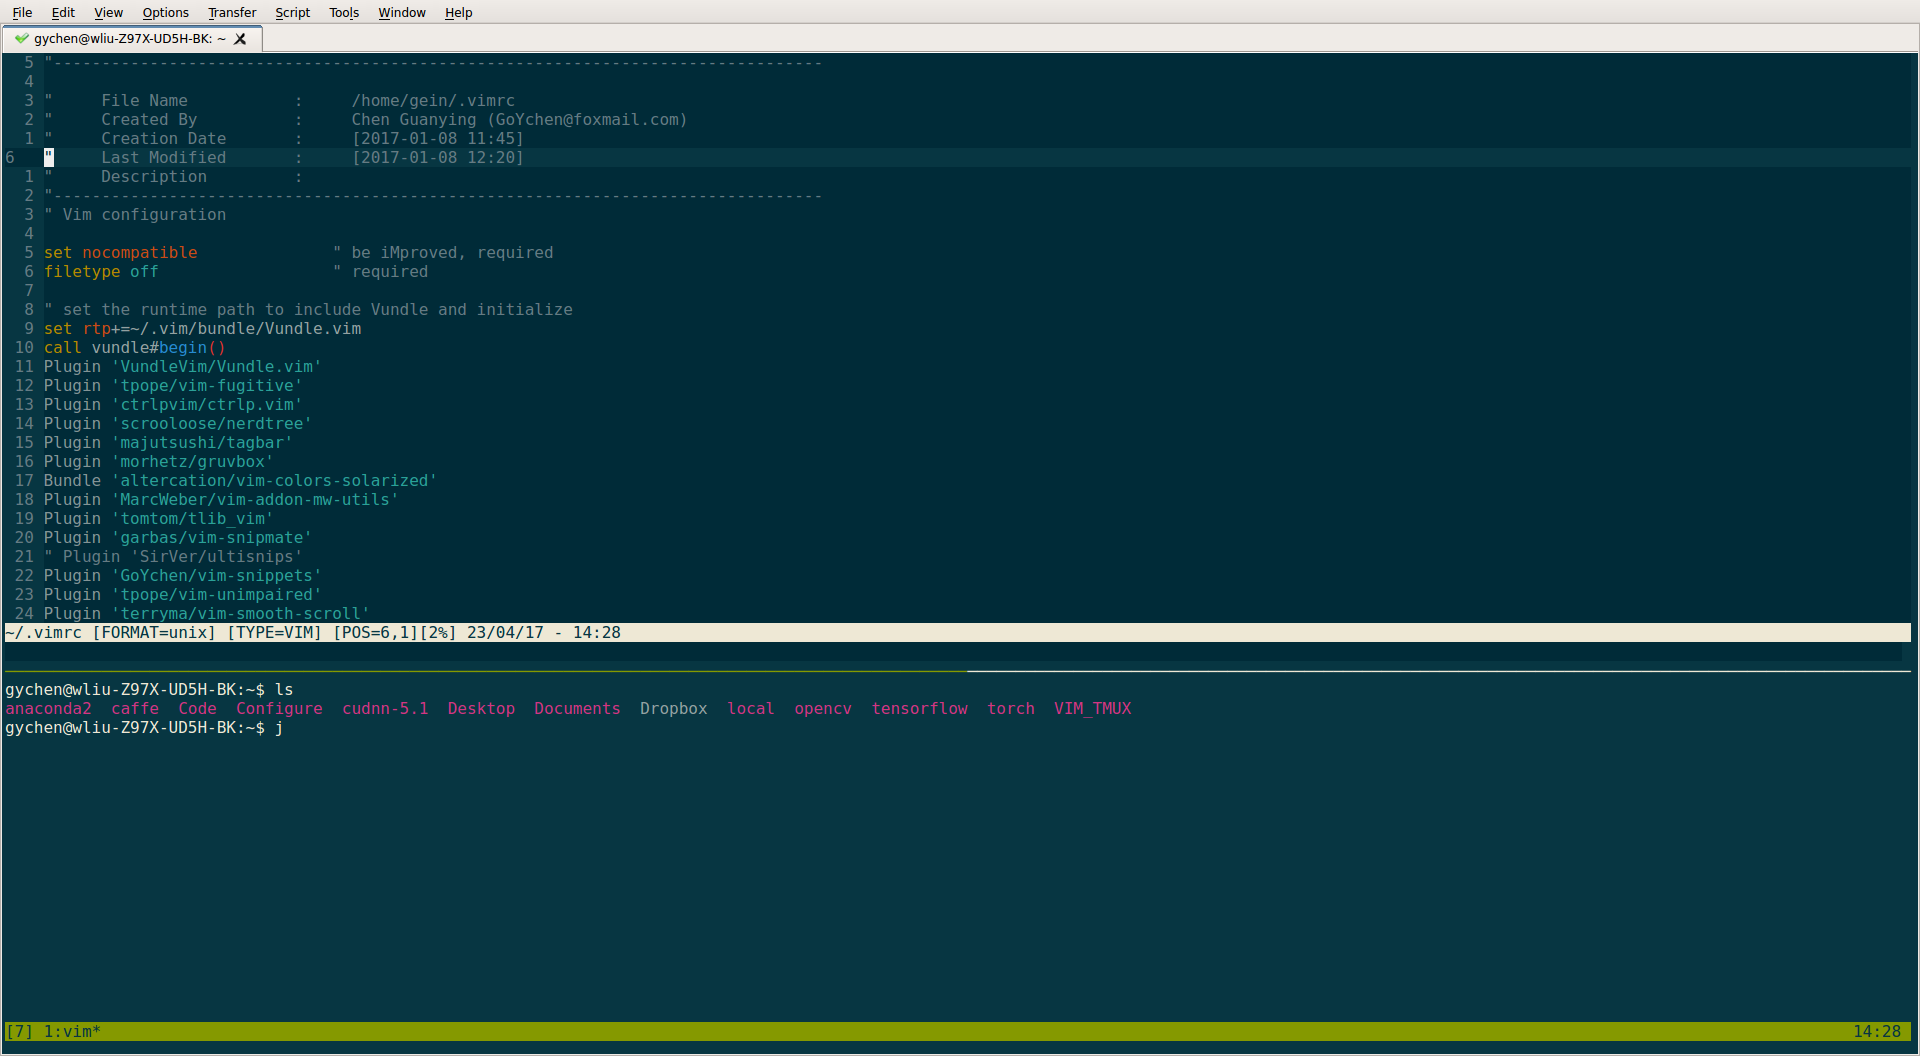 File Edit View Options Transfer Script Tools Window Help
gychen@wliu-Z97X-UD5H-BK: ~
5 "--------------------------------------------------------------------------------
4
3 "     File Name           :     /home/gein/.vimrc
2 "     Created By          :     Chen Guanying (GoYchen@foxmail.com)
1 "     Creation Date       :     [2017-01-08 11:45]
6 "     Last Modified       :     [2017-01-08 12:20]
1 "     Description         :
2 "--------------------------------------------------------------------------------
3 " Vim configuration
4
5 set nocompatible              " be iMproved, required
6 filetype off                  " required
7
8 " set the runtime path to include Vundle and initialize
9 set rtp+=~/.vim/bundle/Vundle.vim
10 call vundle#begin()
11 Plugin 'VundleVim/Vundle.vim'
12 Plugin 'tpope/vim-fugitive'
13 Plugin 'ctrlpvim/ctrlp.vim'
14 Plugin 'scrooloose/nerdtree'
15 Plugin 'majutsushi/tagbar'
16 Plugin 'morhetz/gruvbox'
17 Bundle 'altercation/vim-colors-solarized'
18 Plugin 'MarcWeber/vim-addon-mw-utils'
19 Plugin 'tomtom/tlib_vim'
20 Plugin 'garbas/vim-snipmate'
21 " Plugin 'SirVer/ultisnips'
22 Plugin 'GoYchen/vim-snippets'
23 Plugin 'tpope/vim-unimpaired'
24 Plugin 'terryma/vim-smooth-scroll'
~/.vimrc [FORMAT=unix] [TYPE=VIM] [POS=6,1][2%] 23/04/17 - 14:28
gychen@wliu-Z97X-UD5H-BK:~$ ls
anaconda2  caffe  Code  Configure  cudnn-5.1  Desktop  Documents  Dropbox  local  opencv  tensorflow  torch  VIM_TMUX
gychen@wliu-Z97X-UD5H-BK:~$ j
[7] 1:vim* 14:28